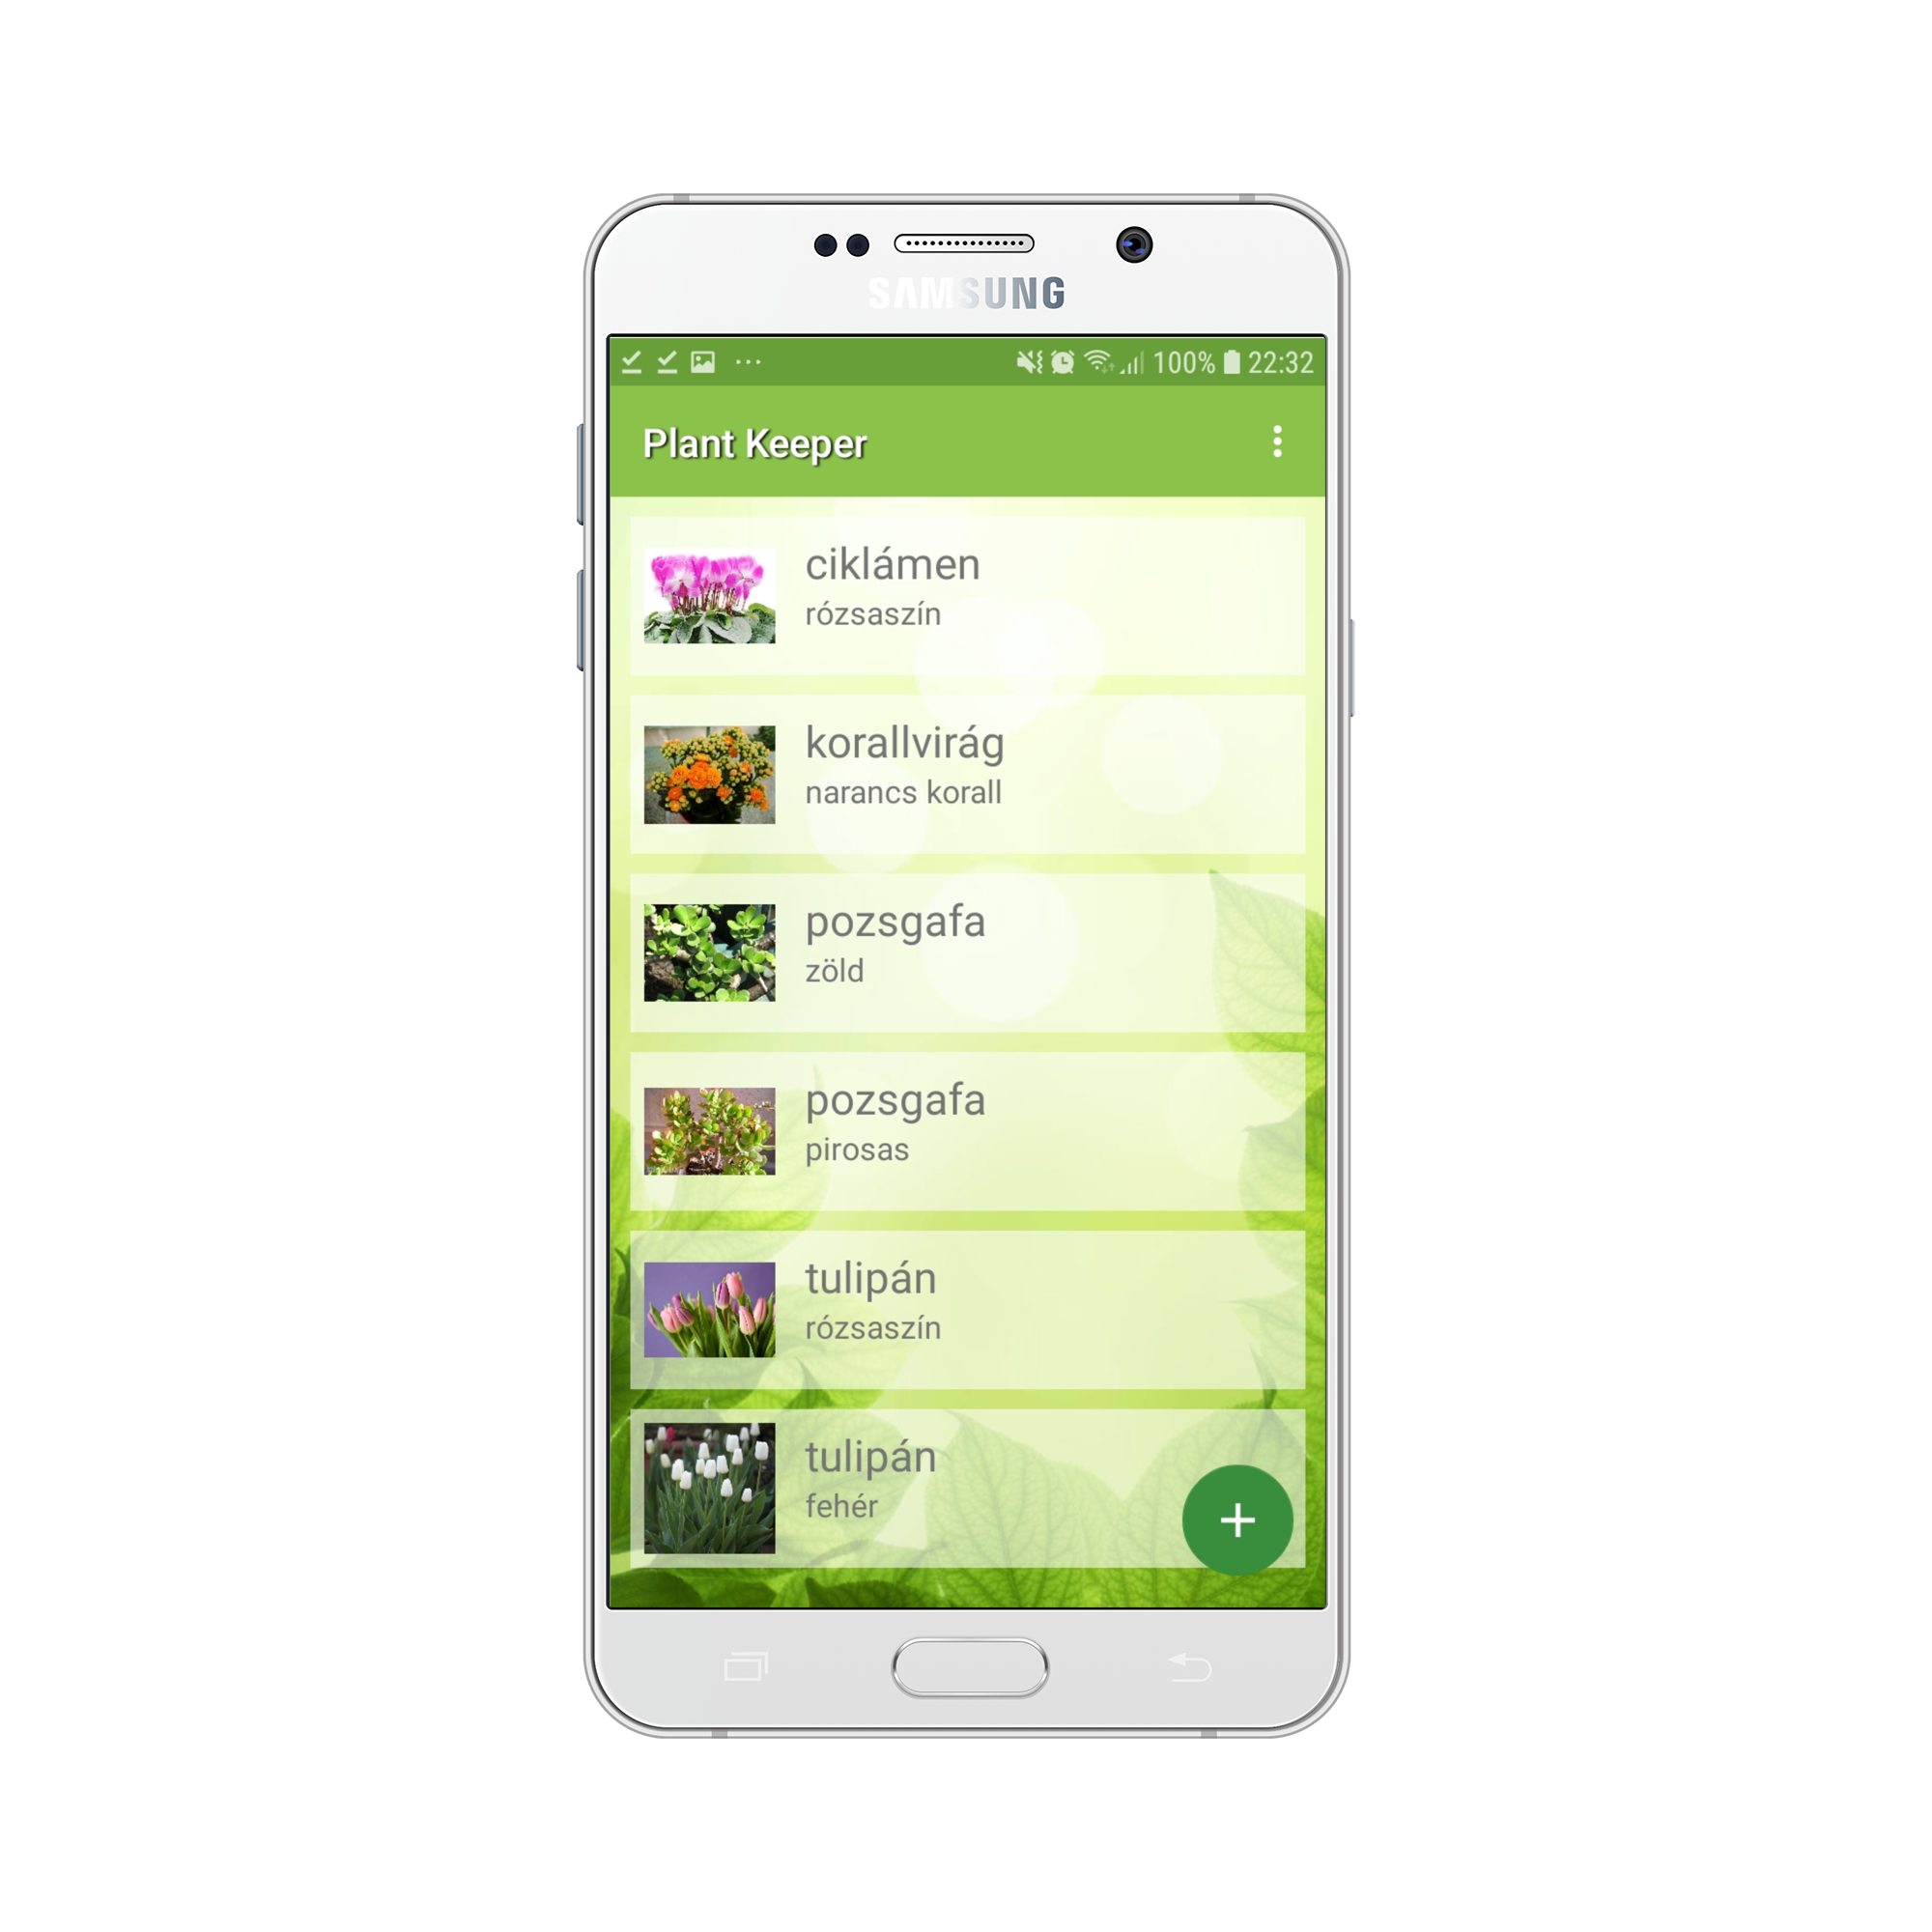 SAMSUNG
100% 22:32
Plant Keeper
ciklámen
rózsaszín
korallvirág
narancs korall
pozsgafa
zöld
pozsgafa
pirosas
tulipán
rózsaszín
tulipán
fehér